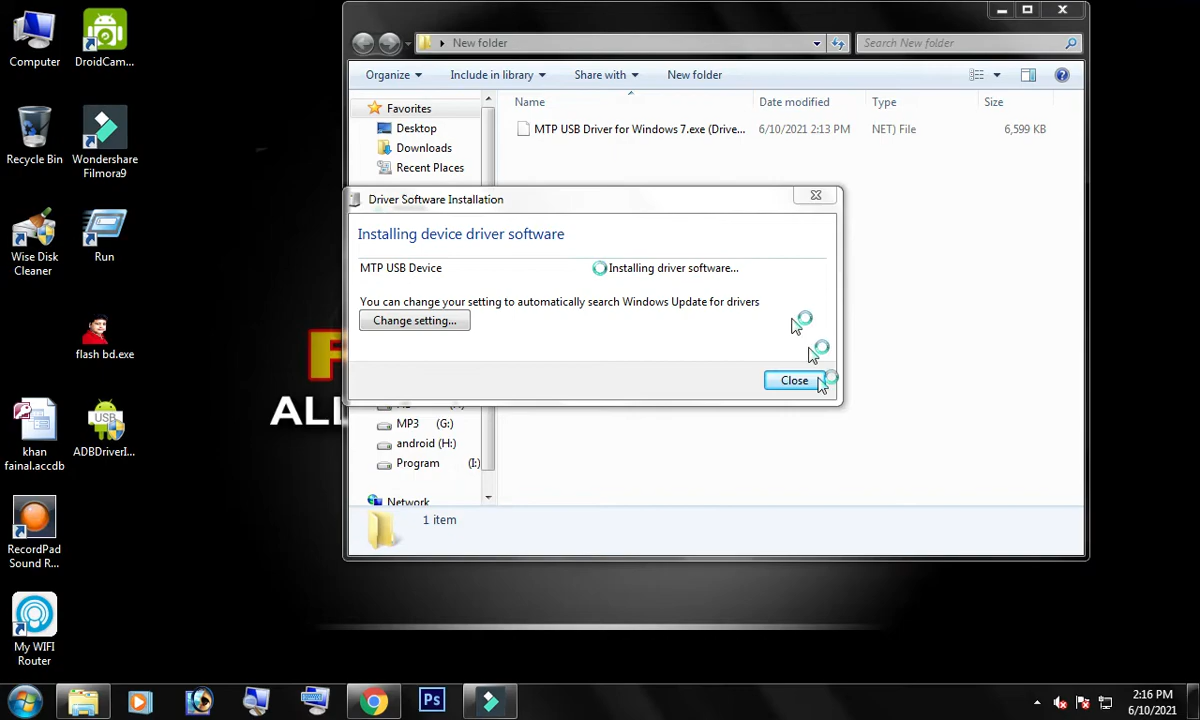 Computer
DroidCam...
Recycle Bin
Wondershare
Filmora9
Wise Disk
Cleaner
Run
flash bd.exe
khan
fainal.accdb
USB
ADBDriverI...
RecordPad
Sound R...
My WIFI
Router
New folder
Search New folder
Organize
Include in library
Share with
New folder
Name
Date modified
Type
Size
Favorites
Desktop
Downloads
Recent Places
MTP USB Driver for Windows 7.exe (Drive...
6/10/2021 2:13 PM
NET) File
6,599 KB
Driver Software Installation
Installing device driver software
MTP USB Device
Installing driver software...
You can change your setting to automatically search Windows Update for drivers
Change setting...
Close
MP3 (G:)
android (H:)
Program (I:)
Network
1 item
ALL
Ps
2:16 PM
6/10/2021